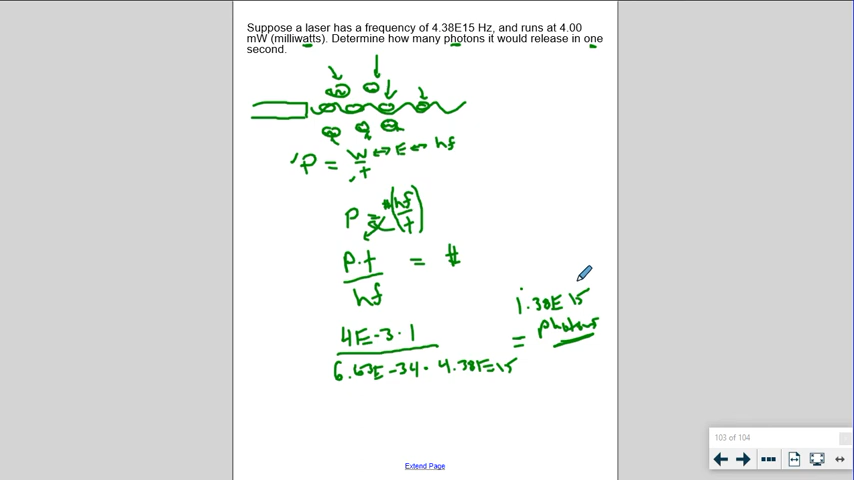 Suppose a laser has a frequency of 4.38E15 Hz, and runs at 4.00
mW (milliwatts). Determine how many photons it would release in one
second.
P = W/t ↔ E ↔ hf
P = #(hf/t)
P·t/hf = #
4E-3·1 / 6.63E-34· 4.38E15 = 1.38E15
photons
103 of 104
Extend Page